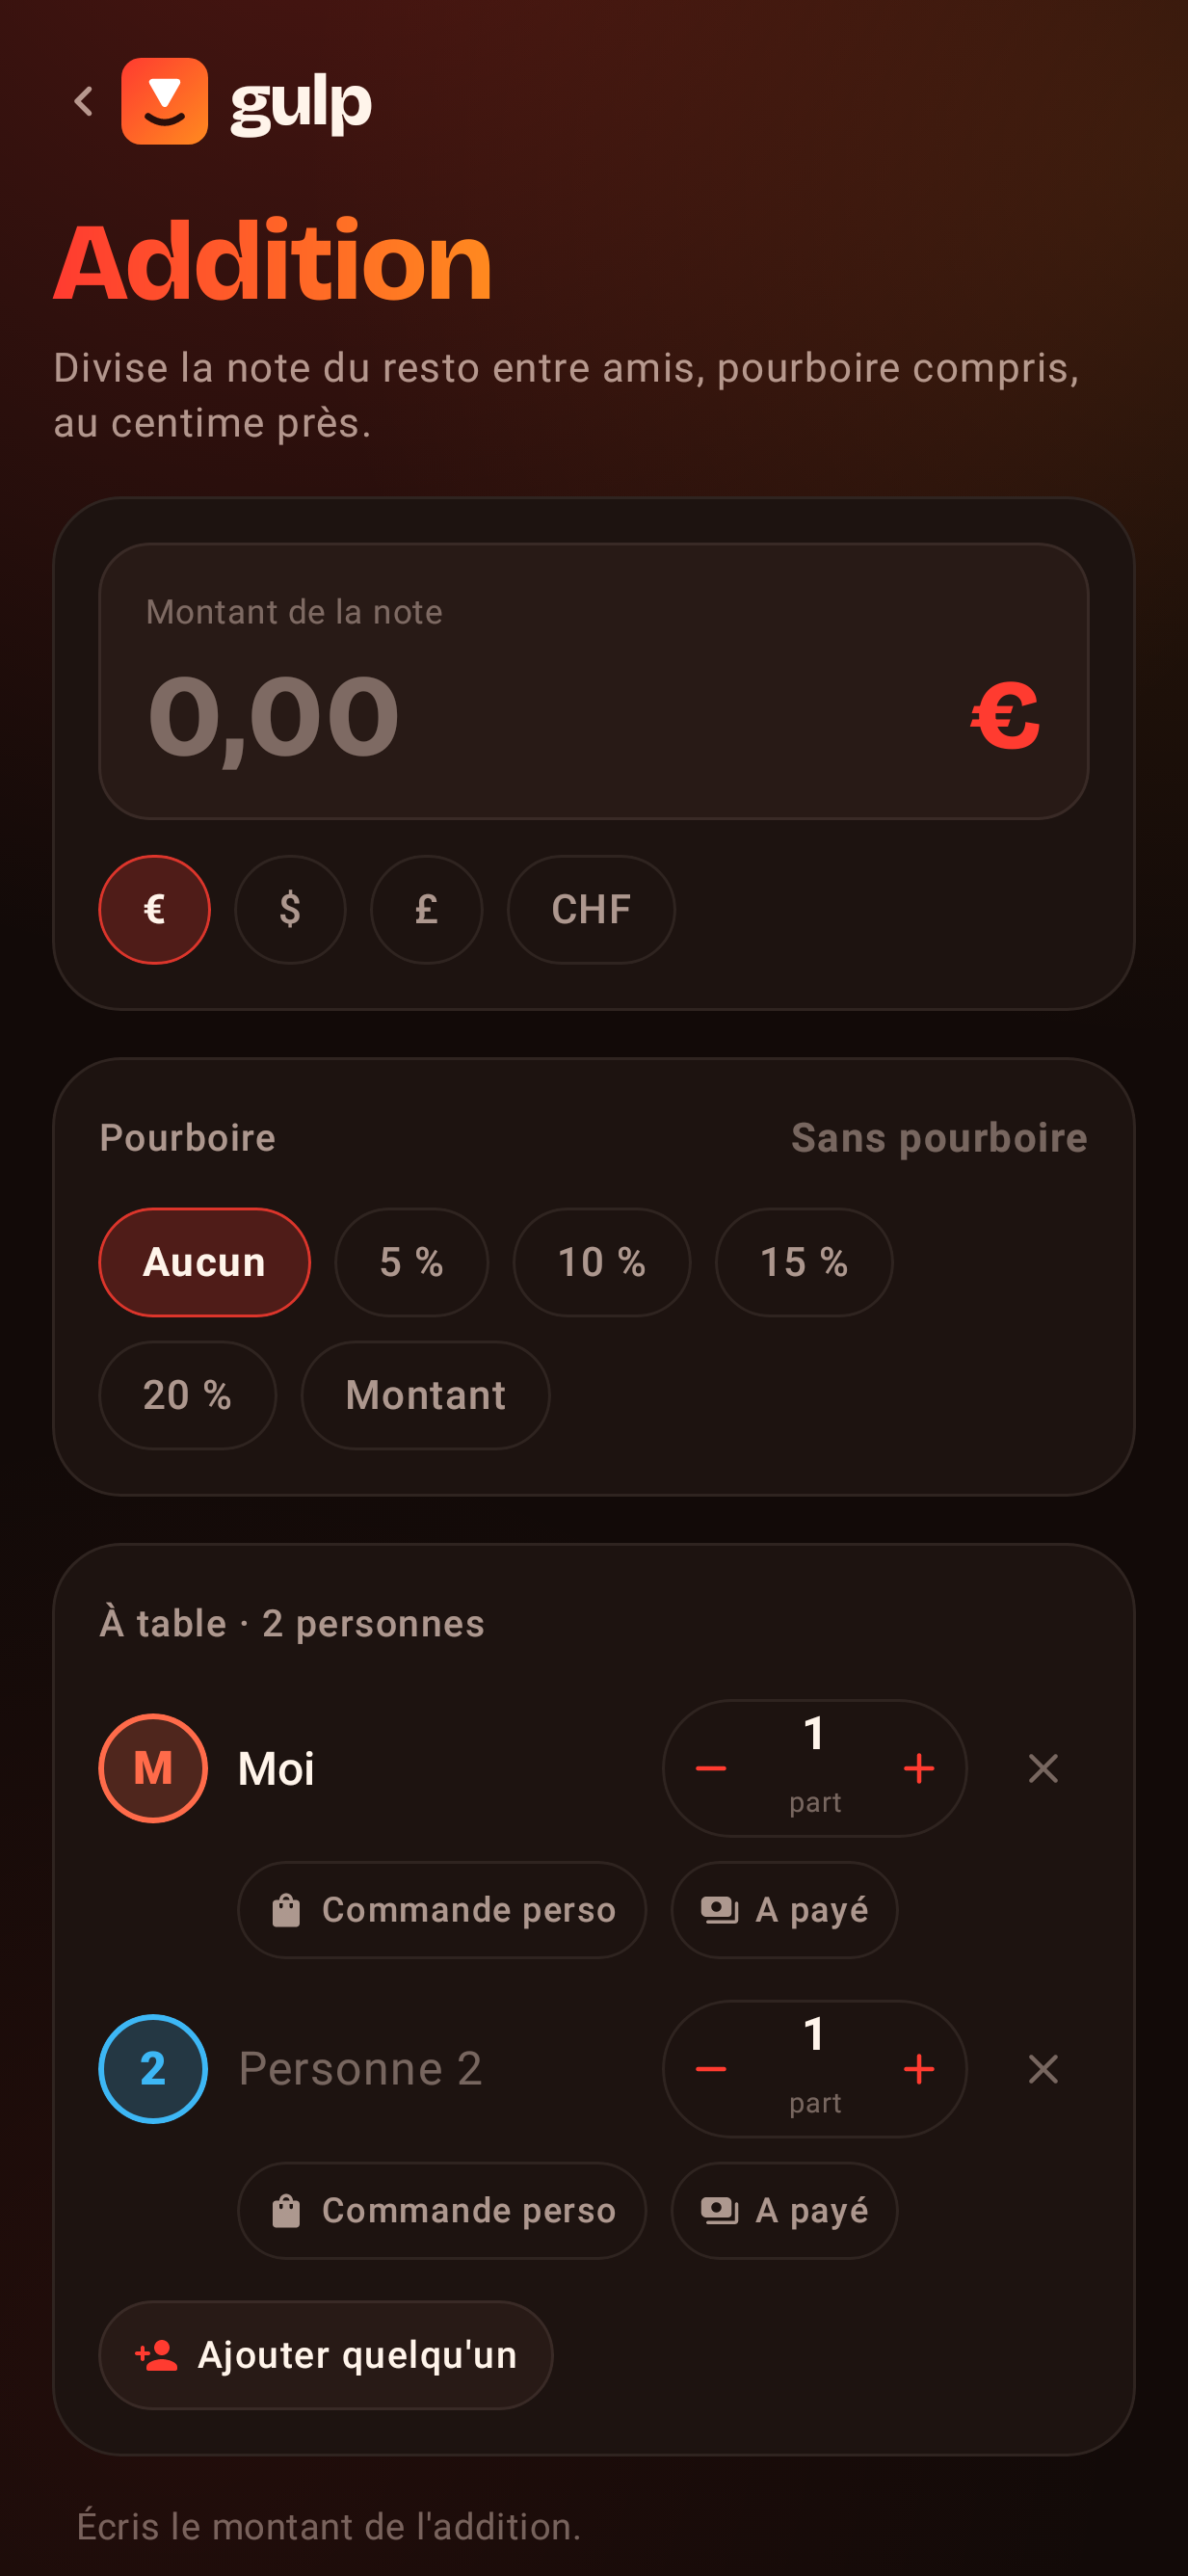 gulp
Addition
Divise la note du resto entre amis, pourboire compris,
au centime près.
Montant de la note
0,00 €
€ $ £ CHF
Pourboire Sans pourboire
Aucun 5 % 10 % 15 %
20 % Montant
À table · 2 personnes
M Moi − 1 part + ×
Commande perso A payé
2 Personne 2 − 1 part + ×
Commande perso A payé
Ajouter quelqu'un
Écris le montant de l'addition.